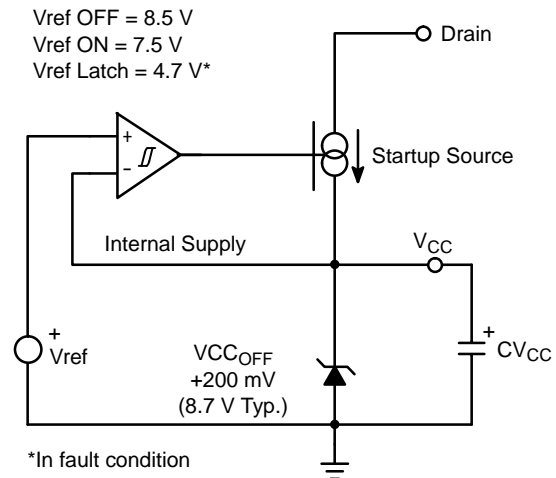 Vref OFF = 8.5 V
Vref ON = 7.5 V
Vref Latch = 4.7 V*
Drain
+
−
Startup Source
Internal Supply
VCC
+
Vref
VCCOFF
+200 mV
(8.7 V Typ.)
+
CVCC
*In fault condition